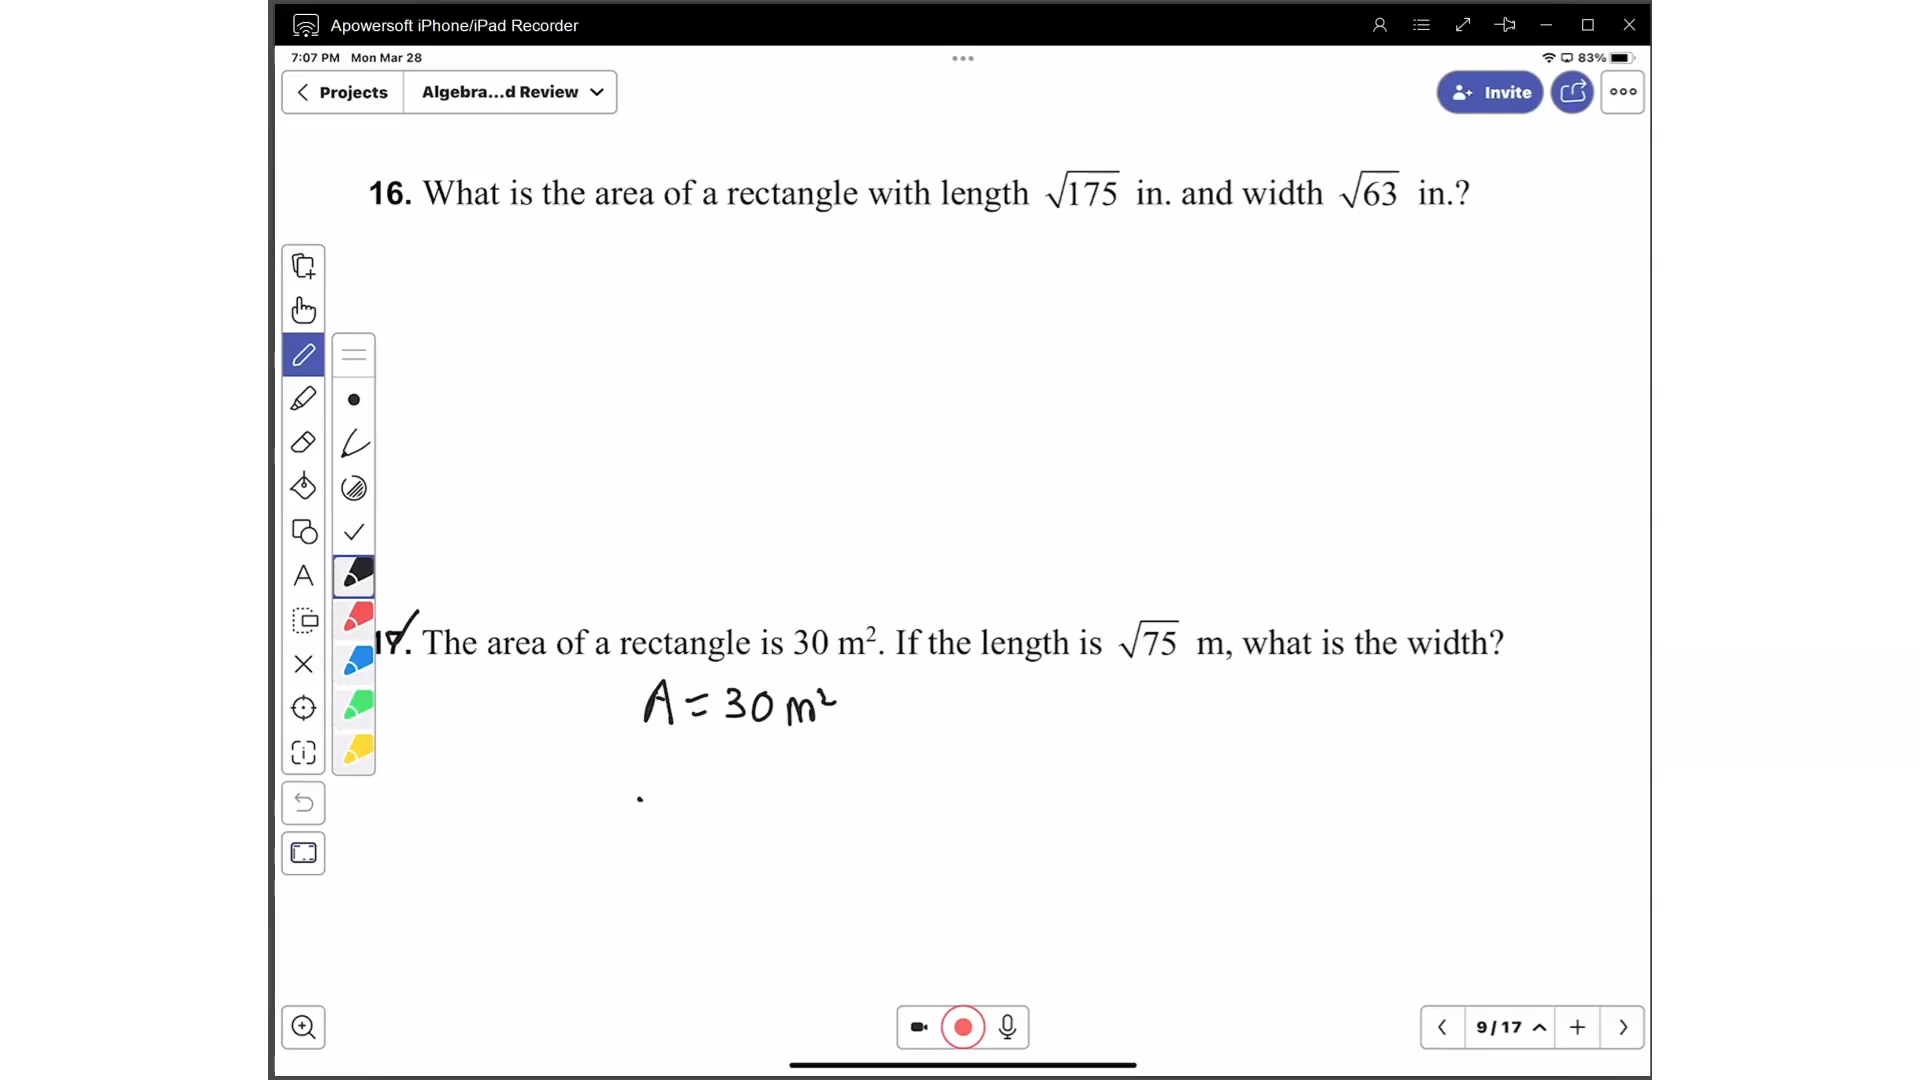 Apowersoft iPhone/iPad Recorder
7:07 PM Mon Mar 28
83%
Projects
Algebra...d Review
Invite
16. What is the area of a rectangle with length √175 in. and width √63 in.?
17. The area of a rectangle is 30 m². If the length is √75 m, what is the width?
A = 30 m²
9/17